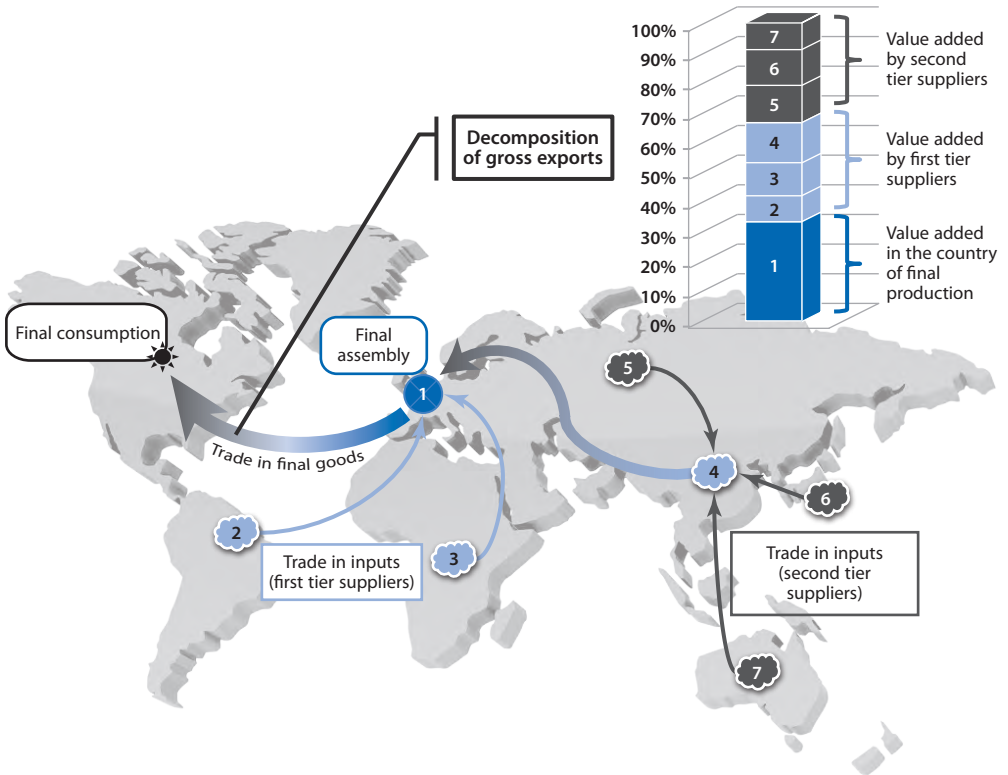 100%
90%
80%
70%
60%
50%
40%
30%
20%
10%
0%
7
6
5
4
3
2
1
Value added
by second
tier suppliers
Value added
by first tier
suppliers
Value added
in the country
of final
production
Decomposition
of gross exports
Final consumption
Final
assembly
1
Trade in final goods
2
3
4
5
6
7
Trade in inputs
(first tier suppliers)
Trade in inputs
(second tier
suppliers)